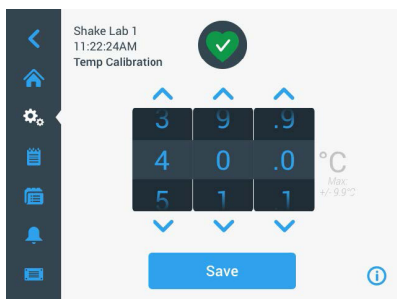 Shake Lab 1
11:22:24AM
Temp Calibration
3 9 .9
4 0 .0 °C
Max:
+/- 9.9°C
5 1 1
Save